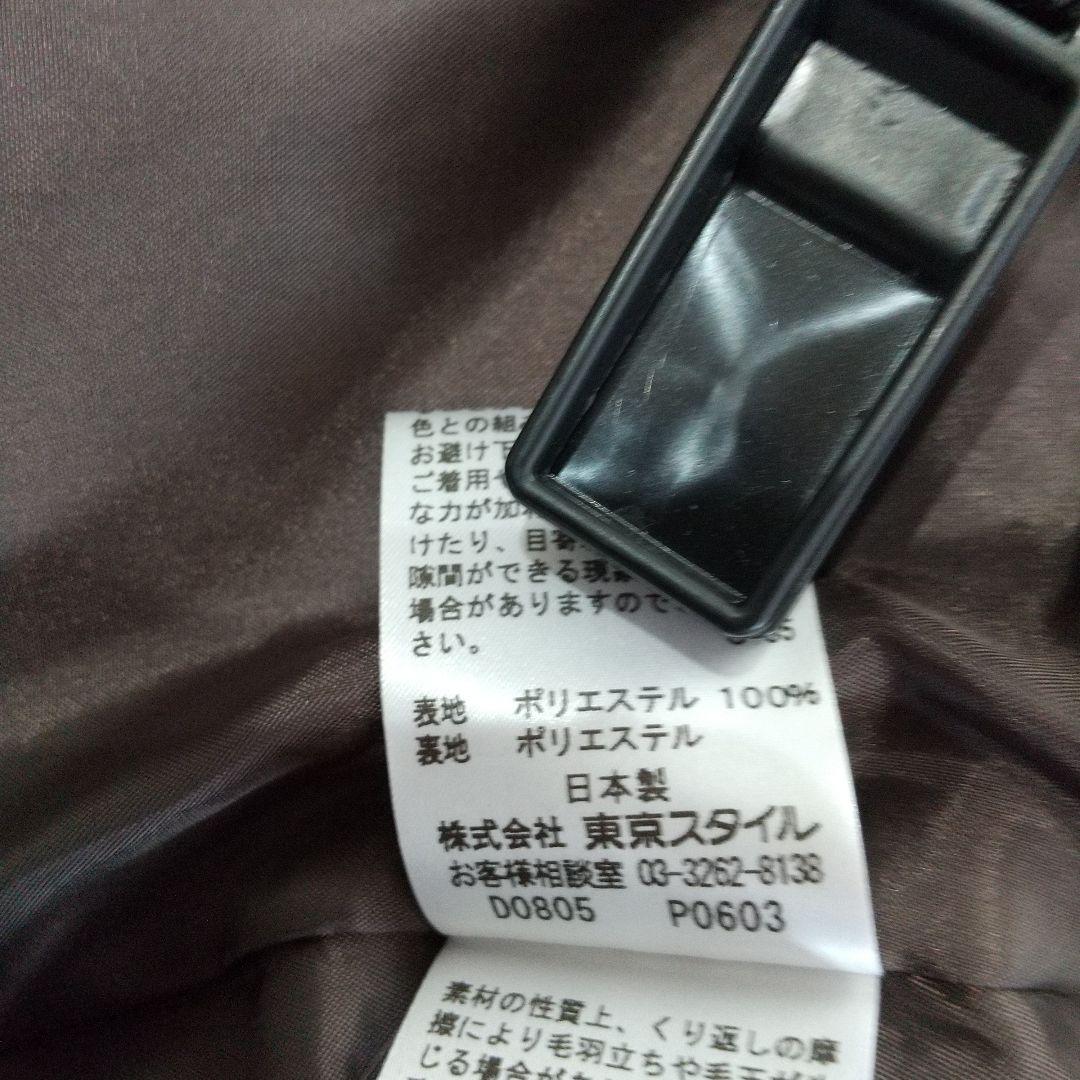 色との組
お避け下
ご着用
な力が加
けたり、目寄
隙間ができる現象
場合がありますので、
さい。
表地 ポリエステル 100%
裏地 ポリエステル
日本製
株式会社 東京スタイル
お客様相談室 03-3262-8138
D0805 P0603
素材の性質上、くり返しの摩
擦により毛羽立ちや毛玉が
じる場合があ